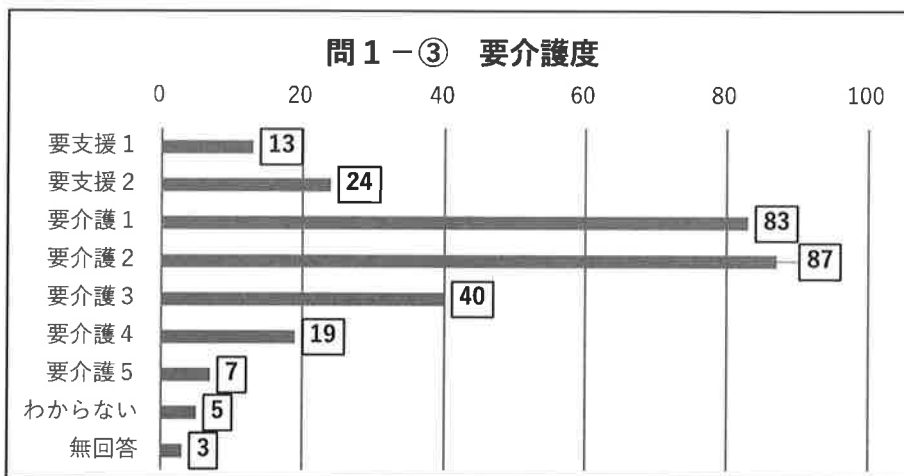 問1－③ 要介護度
0 20 40 60 80 100
要支援1 13
要支援2 24
要介護1 83
要介護2 87
要介護3 40
要介護4 19
要介護5 7
わからない 5
無回答 3